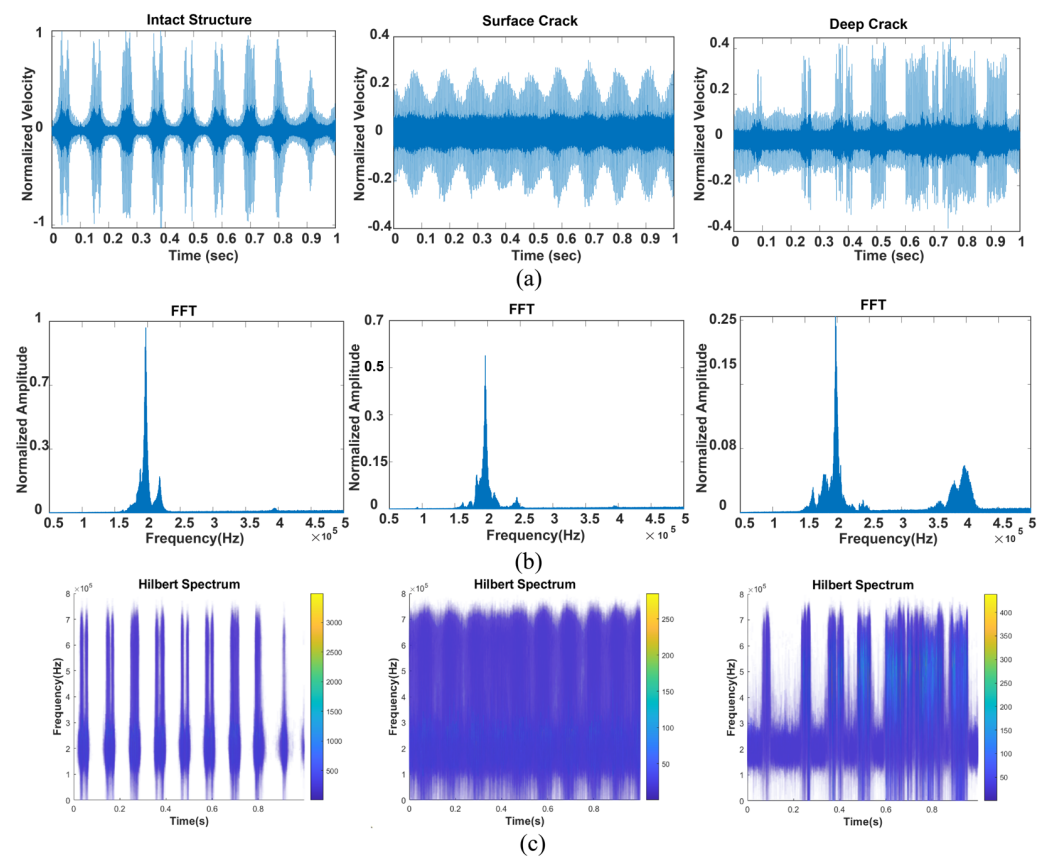 Intact Structure
Surface Crack
Deep Crack
Normalized Velocity
1
0
-1
0 0.1 0.2 0.3 0.4 0.5 0.6 0.7 0.8 0.9 1
Time (sec)
Normalized Velocity
0.4
0.2
0
-0.2
-0.4
0 0.1 0.2 0.3 0.4 0.5 0.6 0.7 0.8 0.9 1
Time (sec)
Normalized Velocity
0.4
0.2
0
-0.2
-0.4
0 0.1 0.2 0.3 0.4 0.5 0.6 0.7 0.8 0.9 1
Time (sec)
(a)
FFT
Normalized Amplitude
1
0.7
0.3
0
0.5 1 1.5 2 2.5 3 3.5 4 4.5 5
Frequency(Hz)
×10 5
FFT
Normalized Amplitude
0.7
0.5
0.3
0.15
0
0.5 1 1.5 2 2.5 3 3.5 4 4.5 5
Frequency(Hz)
×10 5
FFT
Normalized Amplitude
0.25
0.15
0.08
0
0.5 1 1.5 2 2.5 3 3.5 4 4.5 5
Frequency(Hz)
×10 5
(b)
Hilbert Spectrum
×10 5
Frequency(Hz)
8
7
6
5
4
3
2
1
0
0 0.2 0.4 0.6 0.8
Time(s)
3000
2500
2000
1500
1000
500
Hilbert Spectrum
×10 5
Frequency(Hz)
8
7
6
5
4
3
2
1
0
0 0.2 0.4 0.6 0.8
Time(s)
250
200
150
100
50
Hilbert Spectrum
×10 5
Frequency(Hz)
8
7
6
5
4
3
2
1
0
0 0.2 0.4 0.6 0.8
Time(s)
400
350
300
250
200
150
100
50
(c)